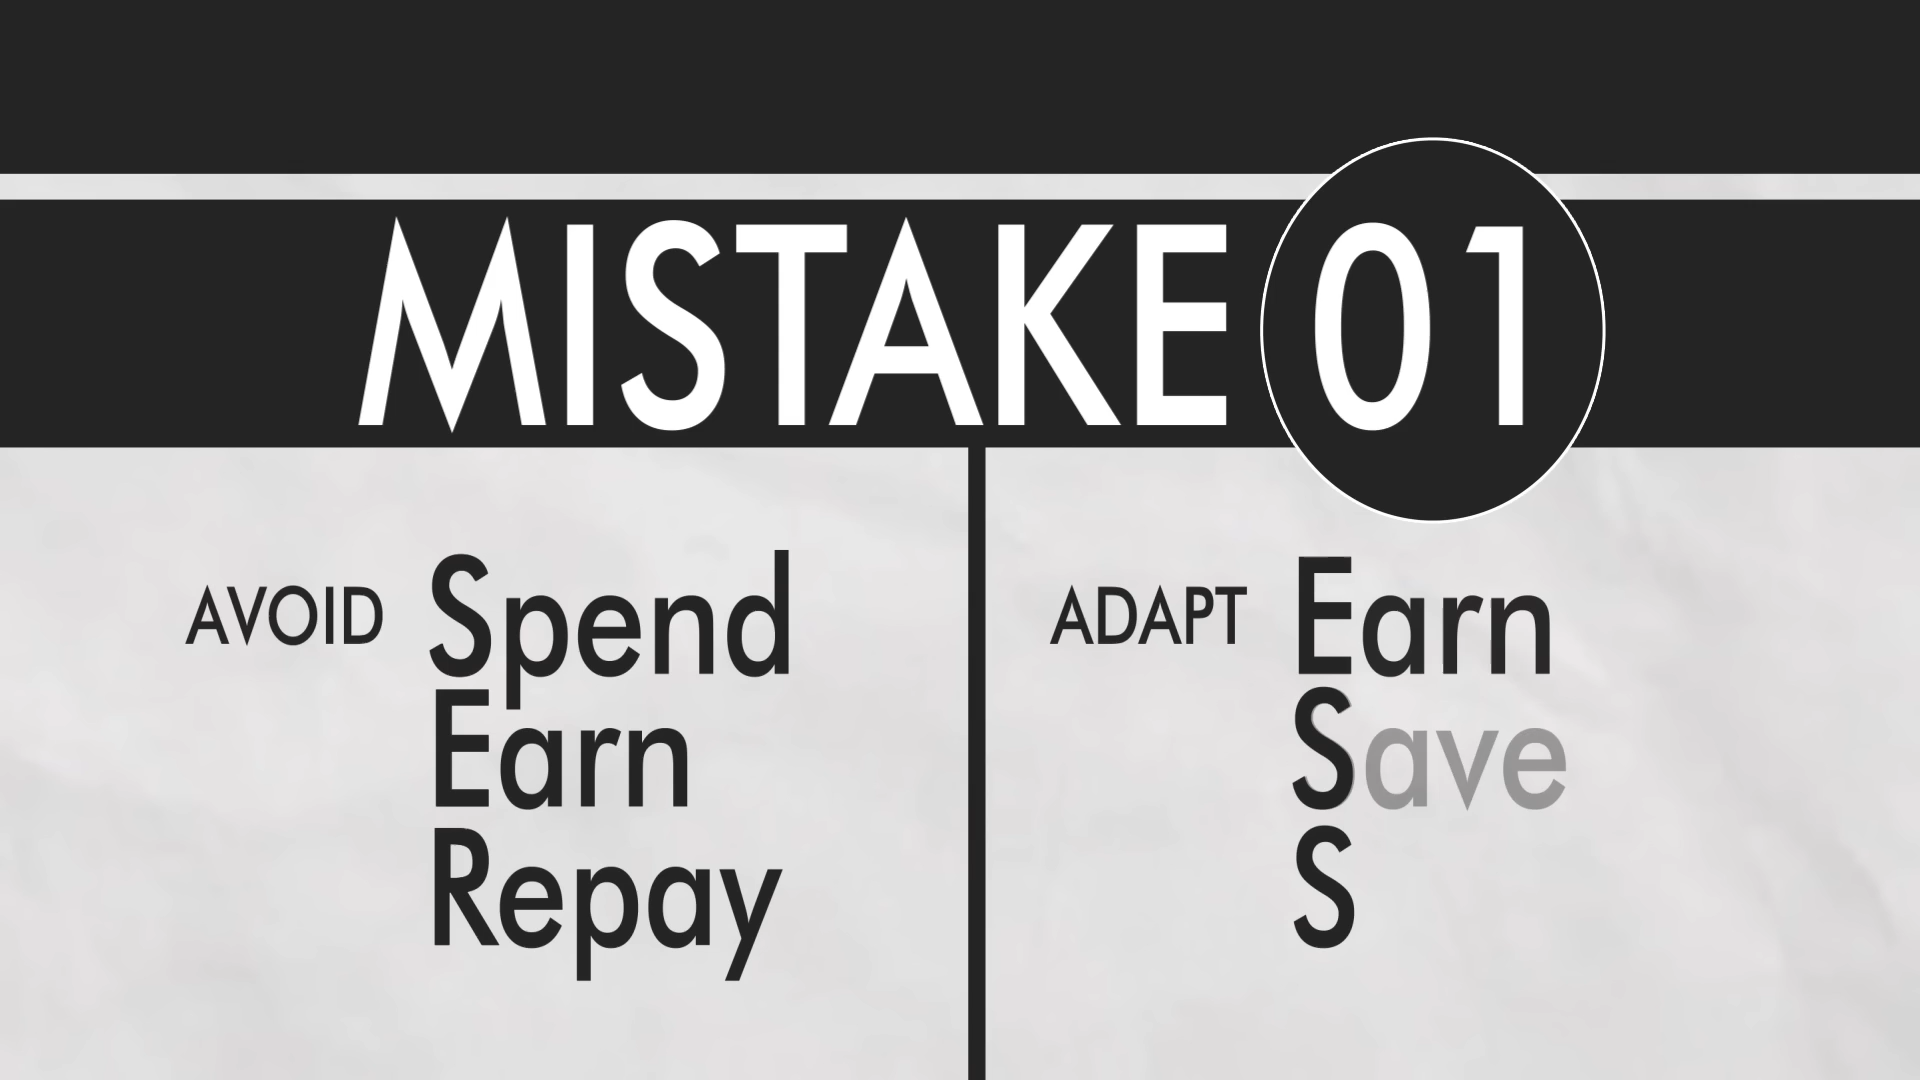 MISTAKE 01
AVOID Spend
Earn
Repay
ADAPT Earn
Save
S